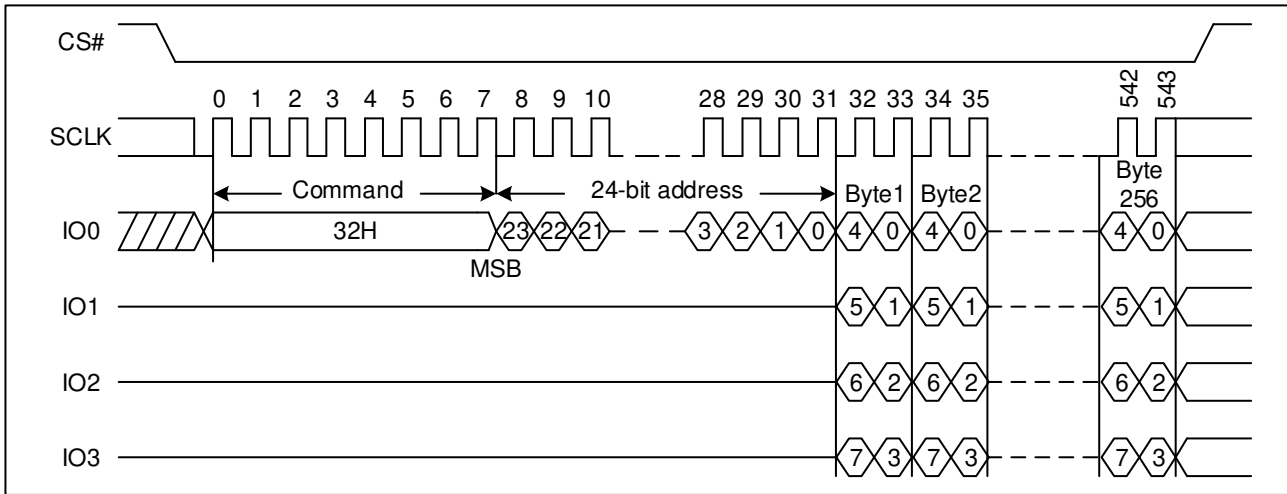 CS#
0 1 2 3 4 5 6 7 8 9 10 28 29 30 31 32 33 34 35 542 543
SCLK
Command 24-bit address Byte1 Byte2 Byte
256
IO0 32H 23 22 21 3 2 1 0 4 0 4 0 4 0
MSB
IO1 5 1 5 1 5 1
IO2 6 2 6 2 6 2
IO3 7 3 7 3 7 3